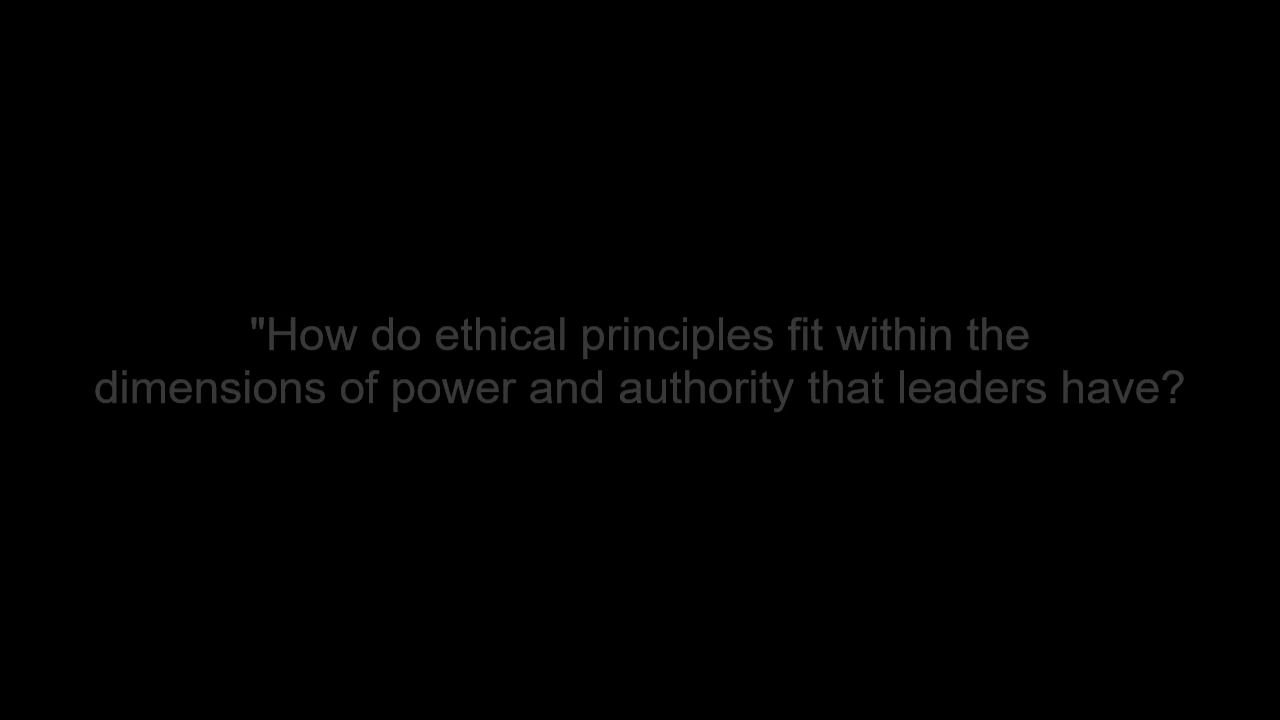 "How do ethical principles fit within the
dimensions of power and authority that leaders have?